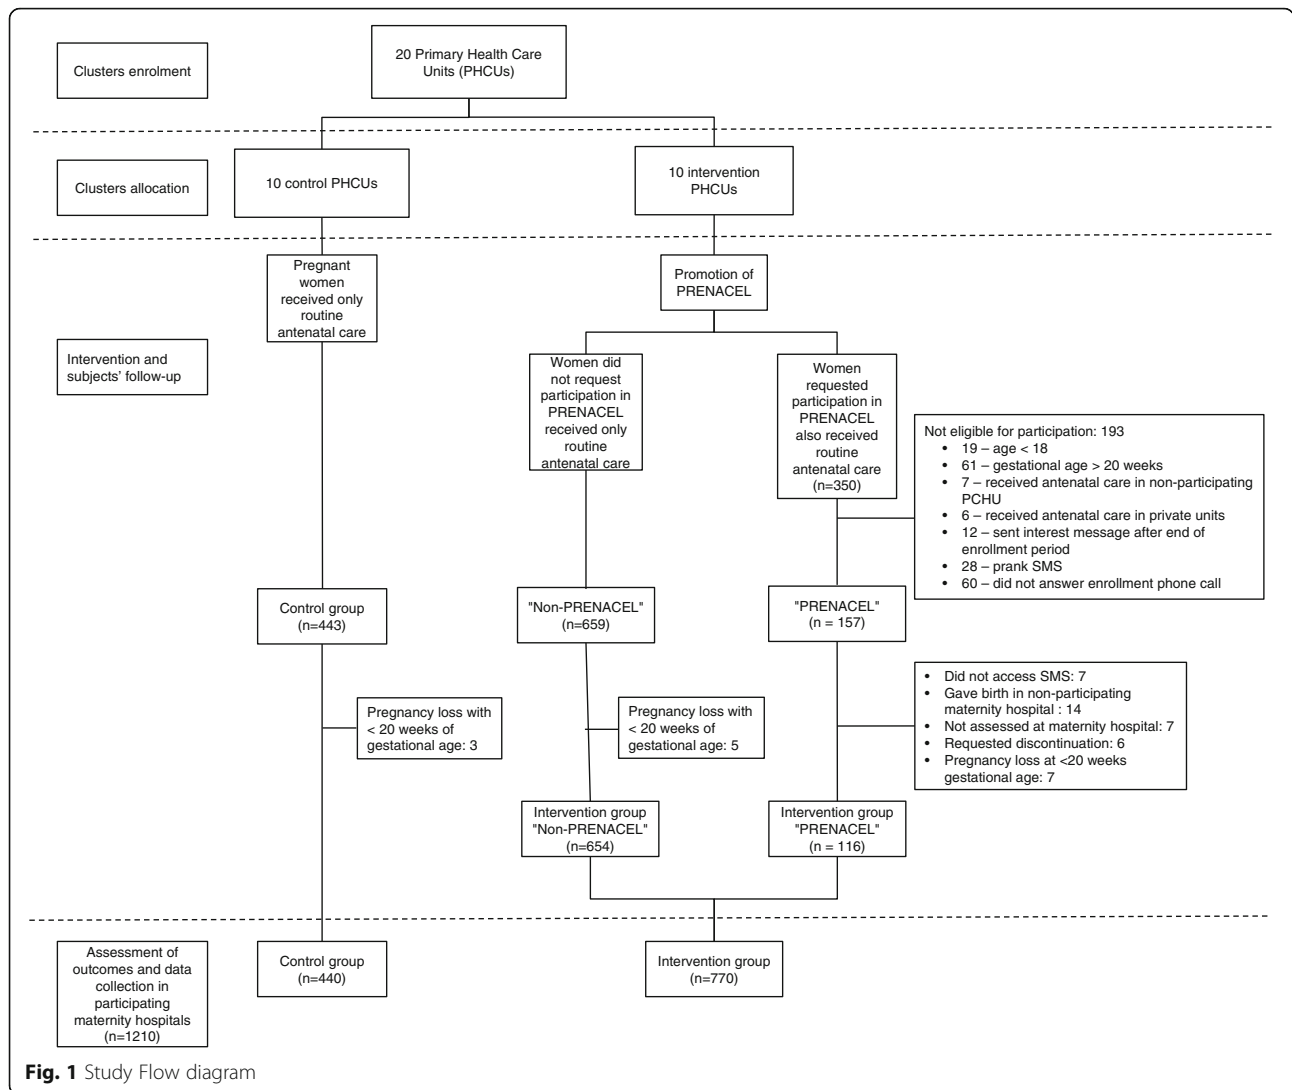 Clusters enrolment
20 Primary Health Care
Units (PHCUs)
Clusters allocation
10 control PHCUs
10 intervention
PHCUs
Intervention and
subjects' follow-up
Pregnant
women
received only
routine
antenatal care
Promotion of
PRENACEL
Women did
not request
participation in
PRENACEL
received only
routine
antenatal care
Women
requested
participation in
PRENACEL
also received
routine
antenatal care
(n=350)
Not eligible for participation: 193
• 19 – age < 18
• 61 – gestational age > 20 weeks
• 7 – received antenatal care in non-participating
PCHU
• 6 – received antenatal care in private units
• 12 – sent interest message after end of
enrollment period
• 28 – prank SMS
• 60 – did not answer enrollment phone call
Control group
(n=443)
"Non-PRENACEL"
(n=659)
"PRENACEL"
(n = 157)
Pregnancy loss with
< 20 weeks of
gestational age: 3
Pregnancy loss with
< 20 weeks of
gestational age: 5
• Did not access SMS: 7
• Gave birth in non-participating
maternity hospital : 14
• Not assessed at maternity hospital: 7
• Requested discontinuation: 6
• Pregnancy loss at <20 weeks
gestational age: 7
Intervention group
"Non-PRENACEL"
(n=654)
Intervention group
"PRENACEL"
(n = 116)
Assessment of
outcomes and data
collection in
participating
maternity hospitals
(n=1210)
Control group
(n=440)
Intervention group
(n=770)
Fig. 1 Study Flow diagram